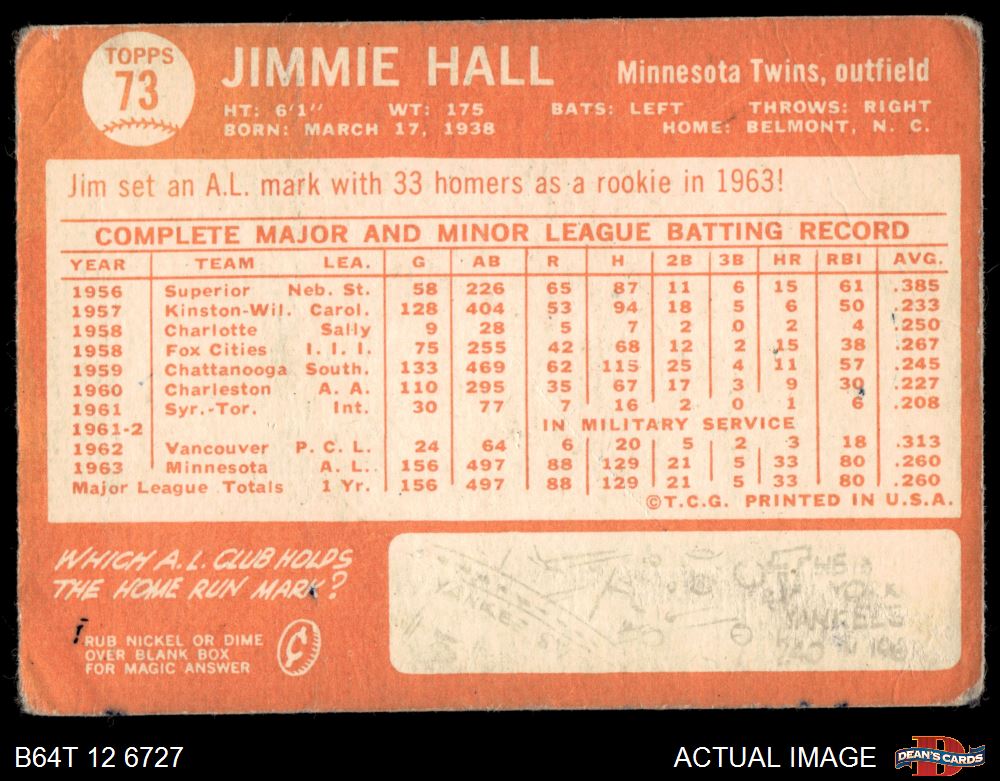 TOPPS
73
JIMMIE HALL
Minnesota Twins, outfield
HT: 6'1" WT: 175 BATS: LEFT THROWS: RIGHT
BORN: MARCH 17, 1938 HOME: BELMONT, N. C.
Jim set an A.L. mark with 33 homers as a rookie in 1963!
COMPLETE MAJOR AND MINOR LEAGUE BATTING RECORD
YEAR TEAM LEA. G AB R H 2B 3B HR RBI AVG.
1956 Superior Neb. St. 58 226 65 87 11 6 15 61 .385
1957 Kinston-Wil. Carol. 128 404 53 94 18 5 6 50 .233
1958 Charlotte Sally 9 28 5 7 2 0 2 4 .250
1958 Fox Cities I. I. I. 75 255 42 68 12 2 15 38 .267
1959 Chattanooga South. 133 469 62 115 25 4 11 57 .245
1960 Charleston A. A. 110 295 35 67 17 3 9 30 .227
1961 Syr.-Tor. Int. 30 77 7 16 2 0 1 6 .208
1961-2 IN MILITARY SERVICE
1962 Vancouver P. C. L. 24 64 6 20 5 2 3 18 .313
1963 Minnesota A. L. 156 497 88 129 21 5 33 80 .260
Major League Totals 1 Yr. 156 497 88 129 21 5 33 80 .260
©T.C.G. PRINTED IN U.S.A.
WHICH A.L. CLUB HOLDS
THE HOME RUN MARK?
RUB NICKEL OR DIME
OVER BLANK BOX
FOR MAGIC ANSWER
¢
YANKEES
B64T 12 6727
ACTUAL IMAGE
D
DEAN'S CARDS